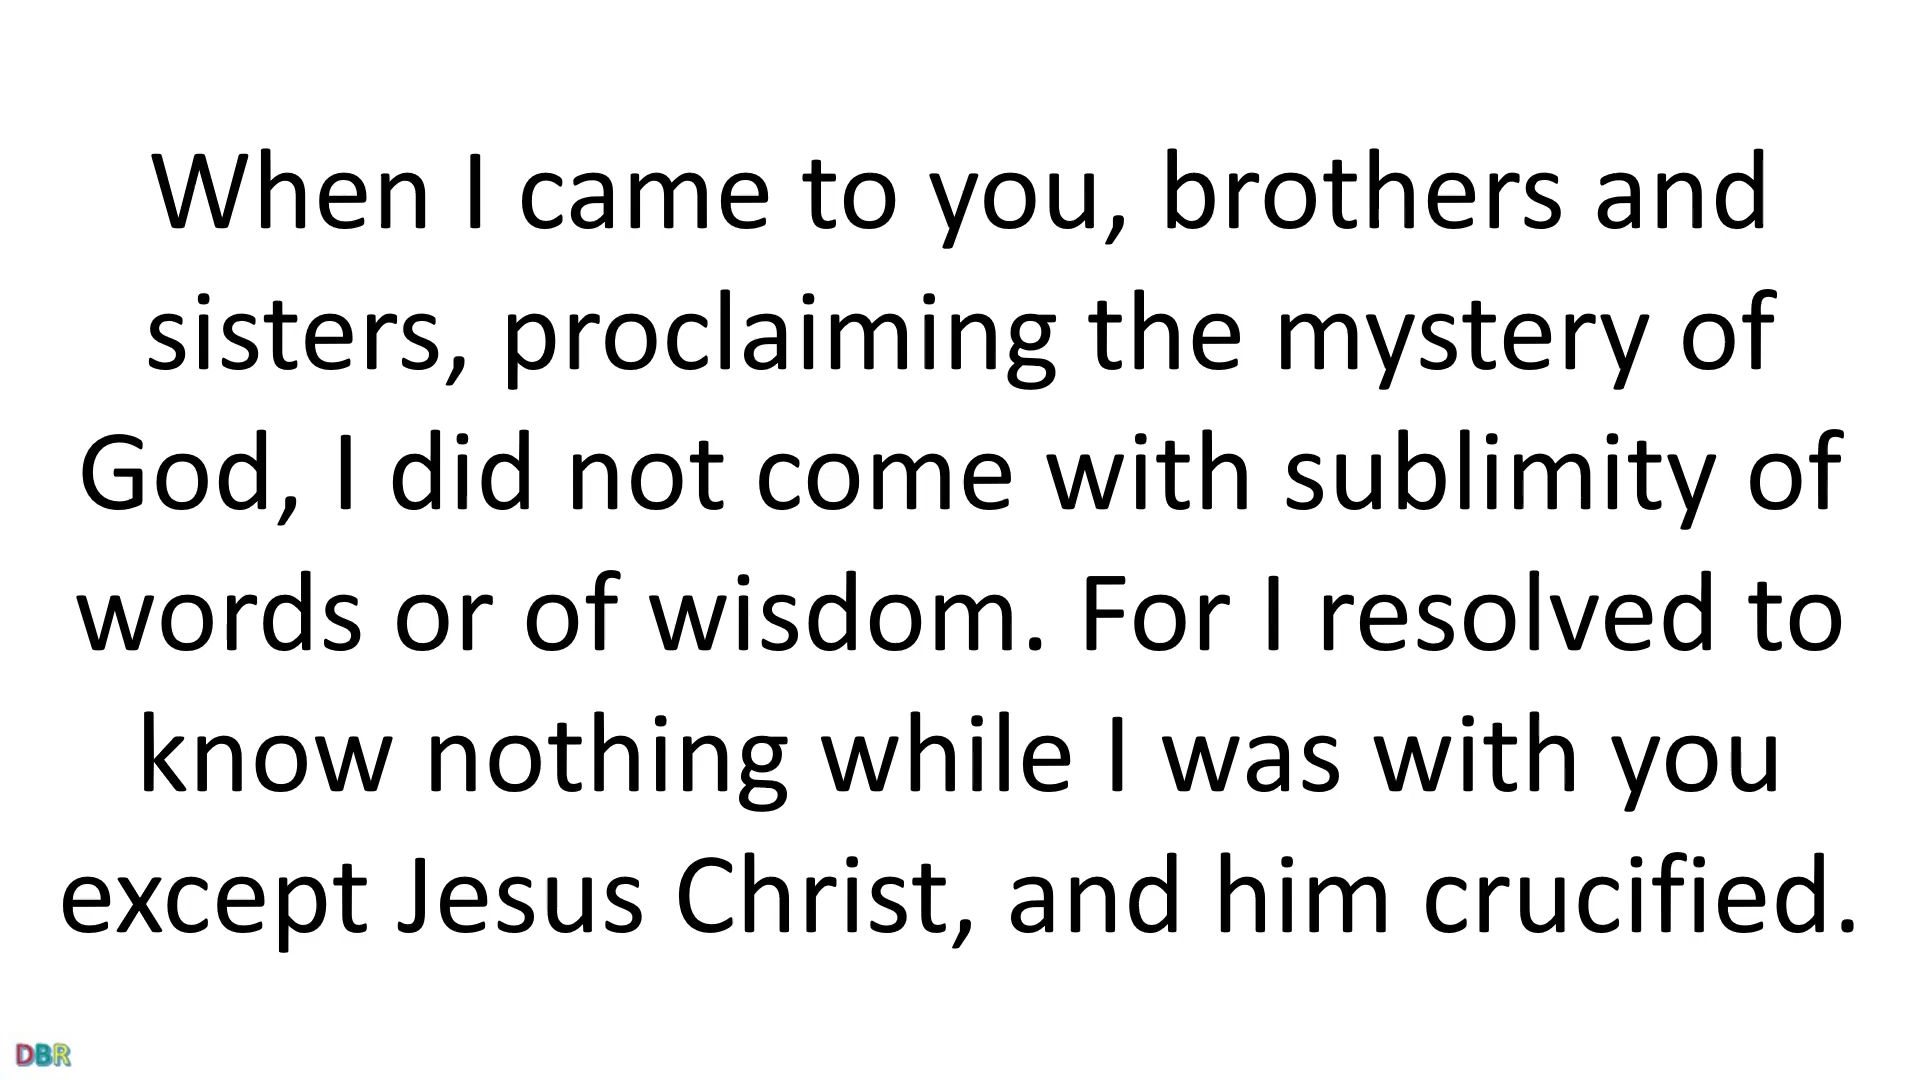 When I came to you, brothers and
sisters, proclaiming the mystery of
God, I did not come with sublimity of
words or of wisdom. For I resolved to
know nothing while I was with you
except Jesus Christ, and him crucified.
DBR